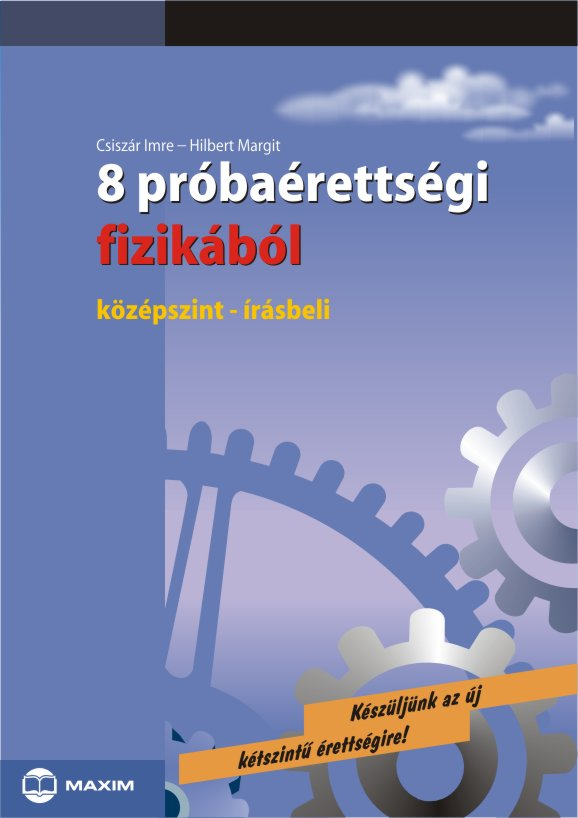 Csiszár Imre – Hilbert Margit
8 próbaérettségi
fizikából
középszint - írásbeli
Készüljünk az új
kétszintű érettségire!
MAXIM